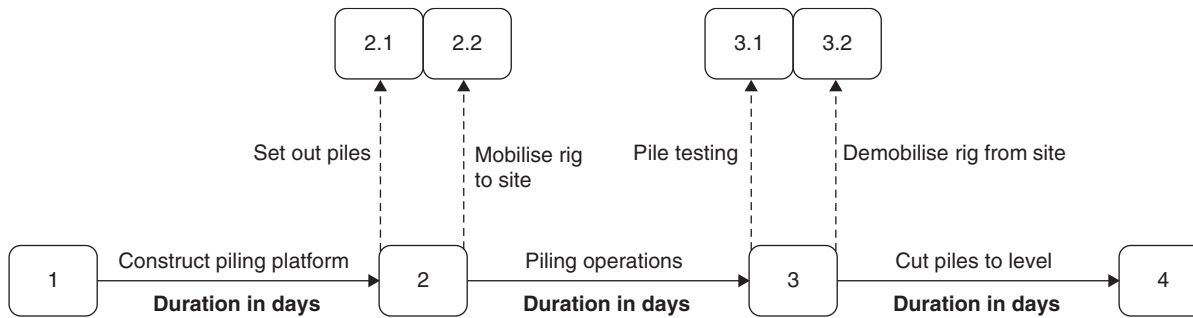 2.1 2.2 3.1 3.2
Set out piles
Mobilise rig
to site
Pile testing
Demobilise rig from site
1
Construct piling platform
Duration in days
2
Piling operations
Duration in days
3
Cut piles to level
Duration in days
4